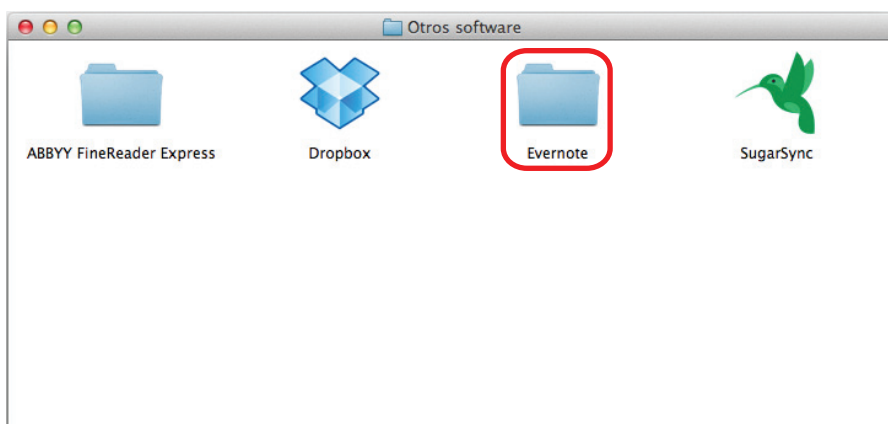 Otros software
ABBYY FineReader Express
Dropbox
Evernote
SugarSync